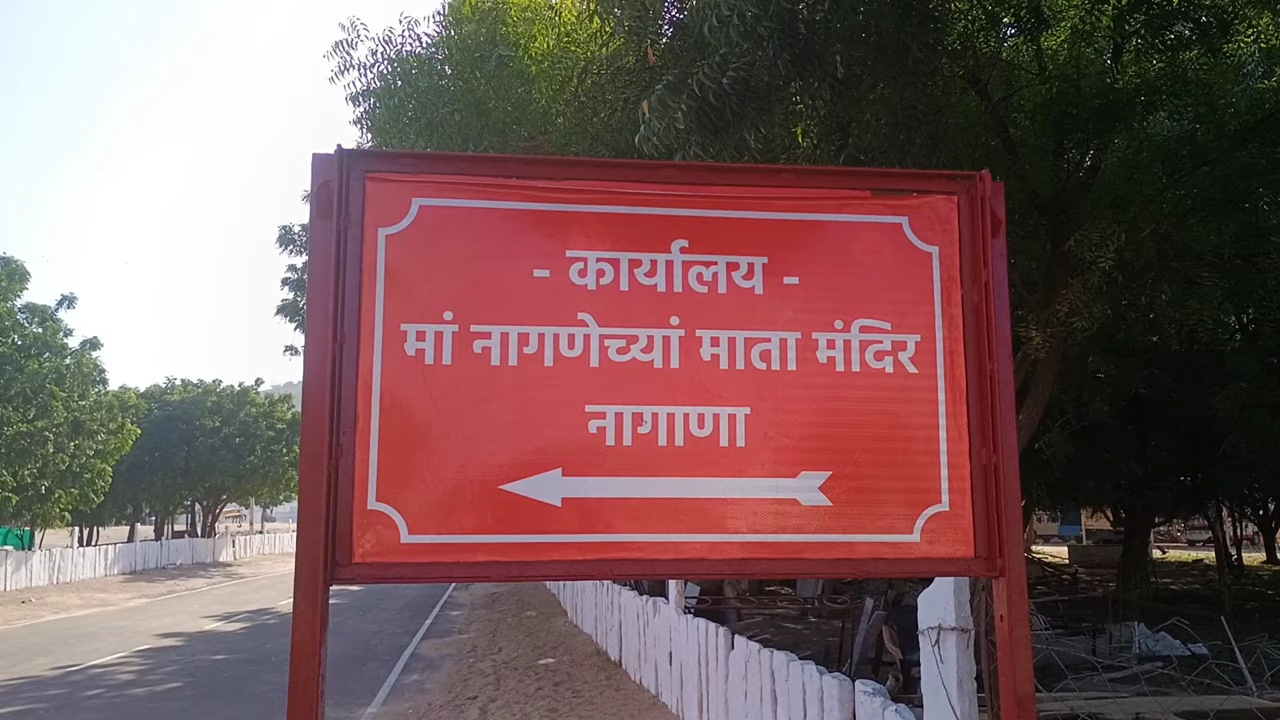 - कार्यालय -
मां नागणेच्यां माता मंदिर
नागाणा